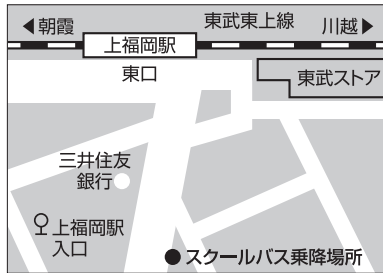 ◀朝霞
東武東上線
川越▶
上福岡駅
東口
東武ストア
三井住友
銀行
上福岡駅
入口
●スクールバス乗降場所